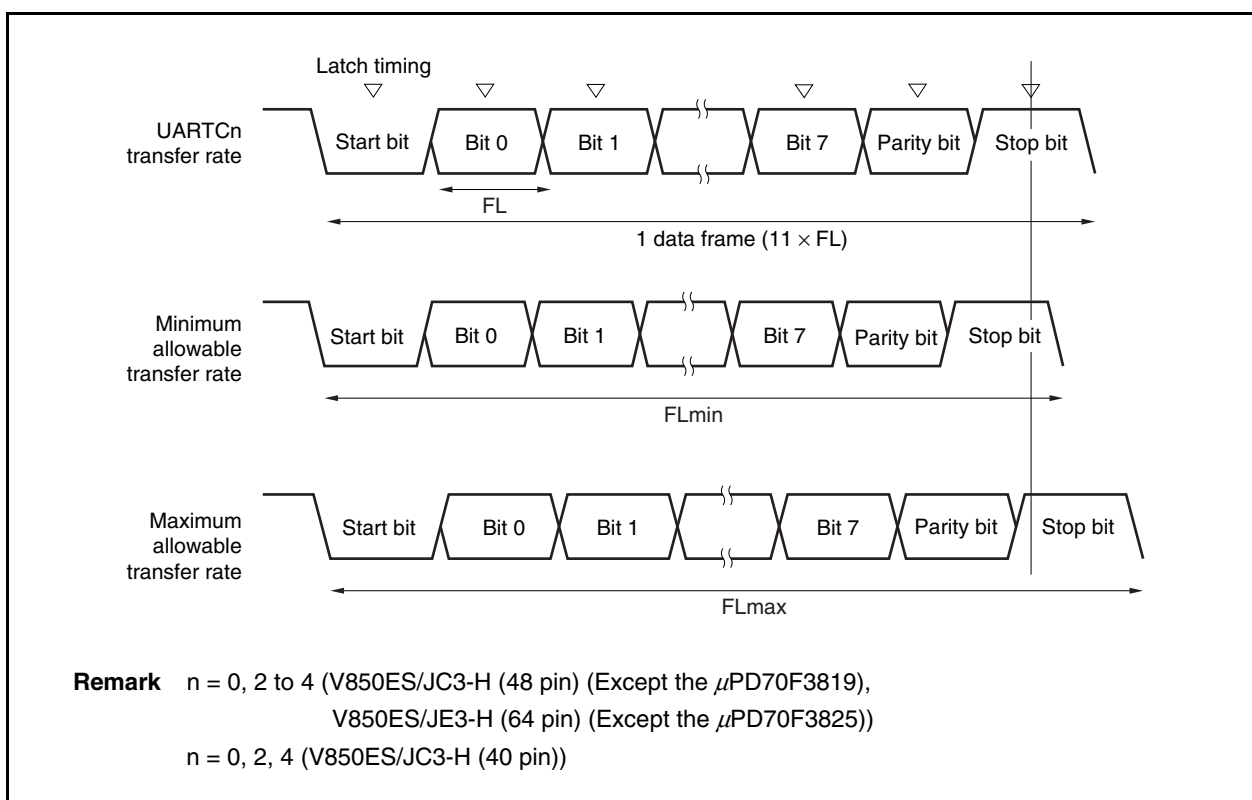 Latch timing
UARTCn
transfer rate
Start bit
Bit 0
Bit 1
Bit 7
Parity bit
Stop bit
FL
1 data frame (11 × FL)
Minimum
allowable
transfer rate
Start bit
Bit 0
Bit 1
Bit 7
Parity bit
Stop bit
FLmin
Maximum
allowable
transfer rate
Start bit
Bit 0
Bit 1
Bit 7
Parity bit
Stop bit
FLmax
Remark n = 0, 2 to 4 (V850ES/JC3-H (48 pin) (Except the μPD70F3819),
V850ES/JE3-H (64 pin) (Except the μPD70F3825))
n = 0, 2, 4 (V850ES/JC3-H (40 pin))